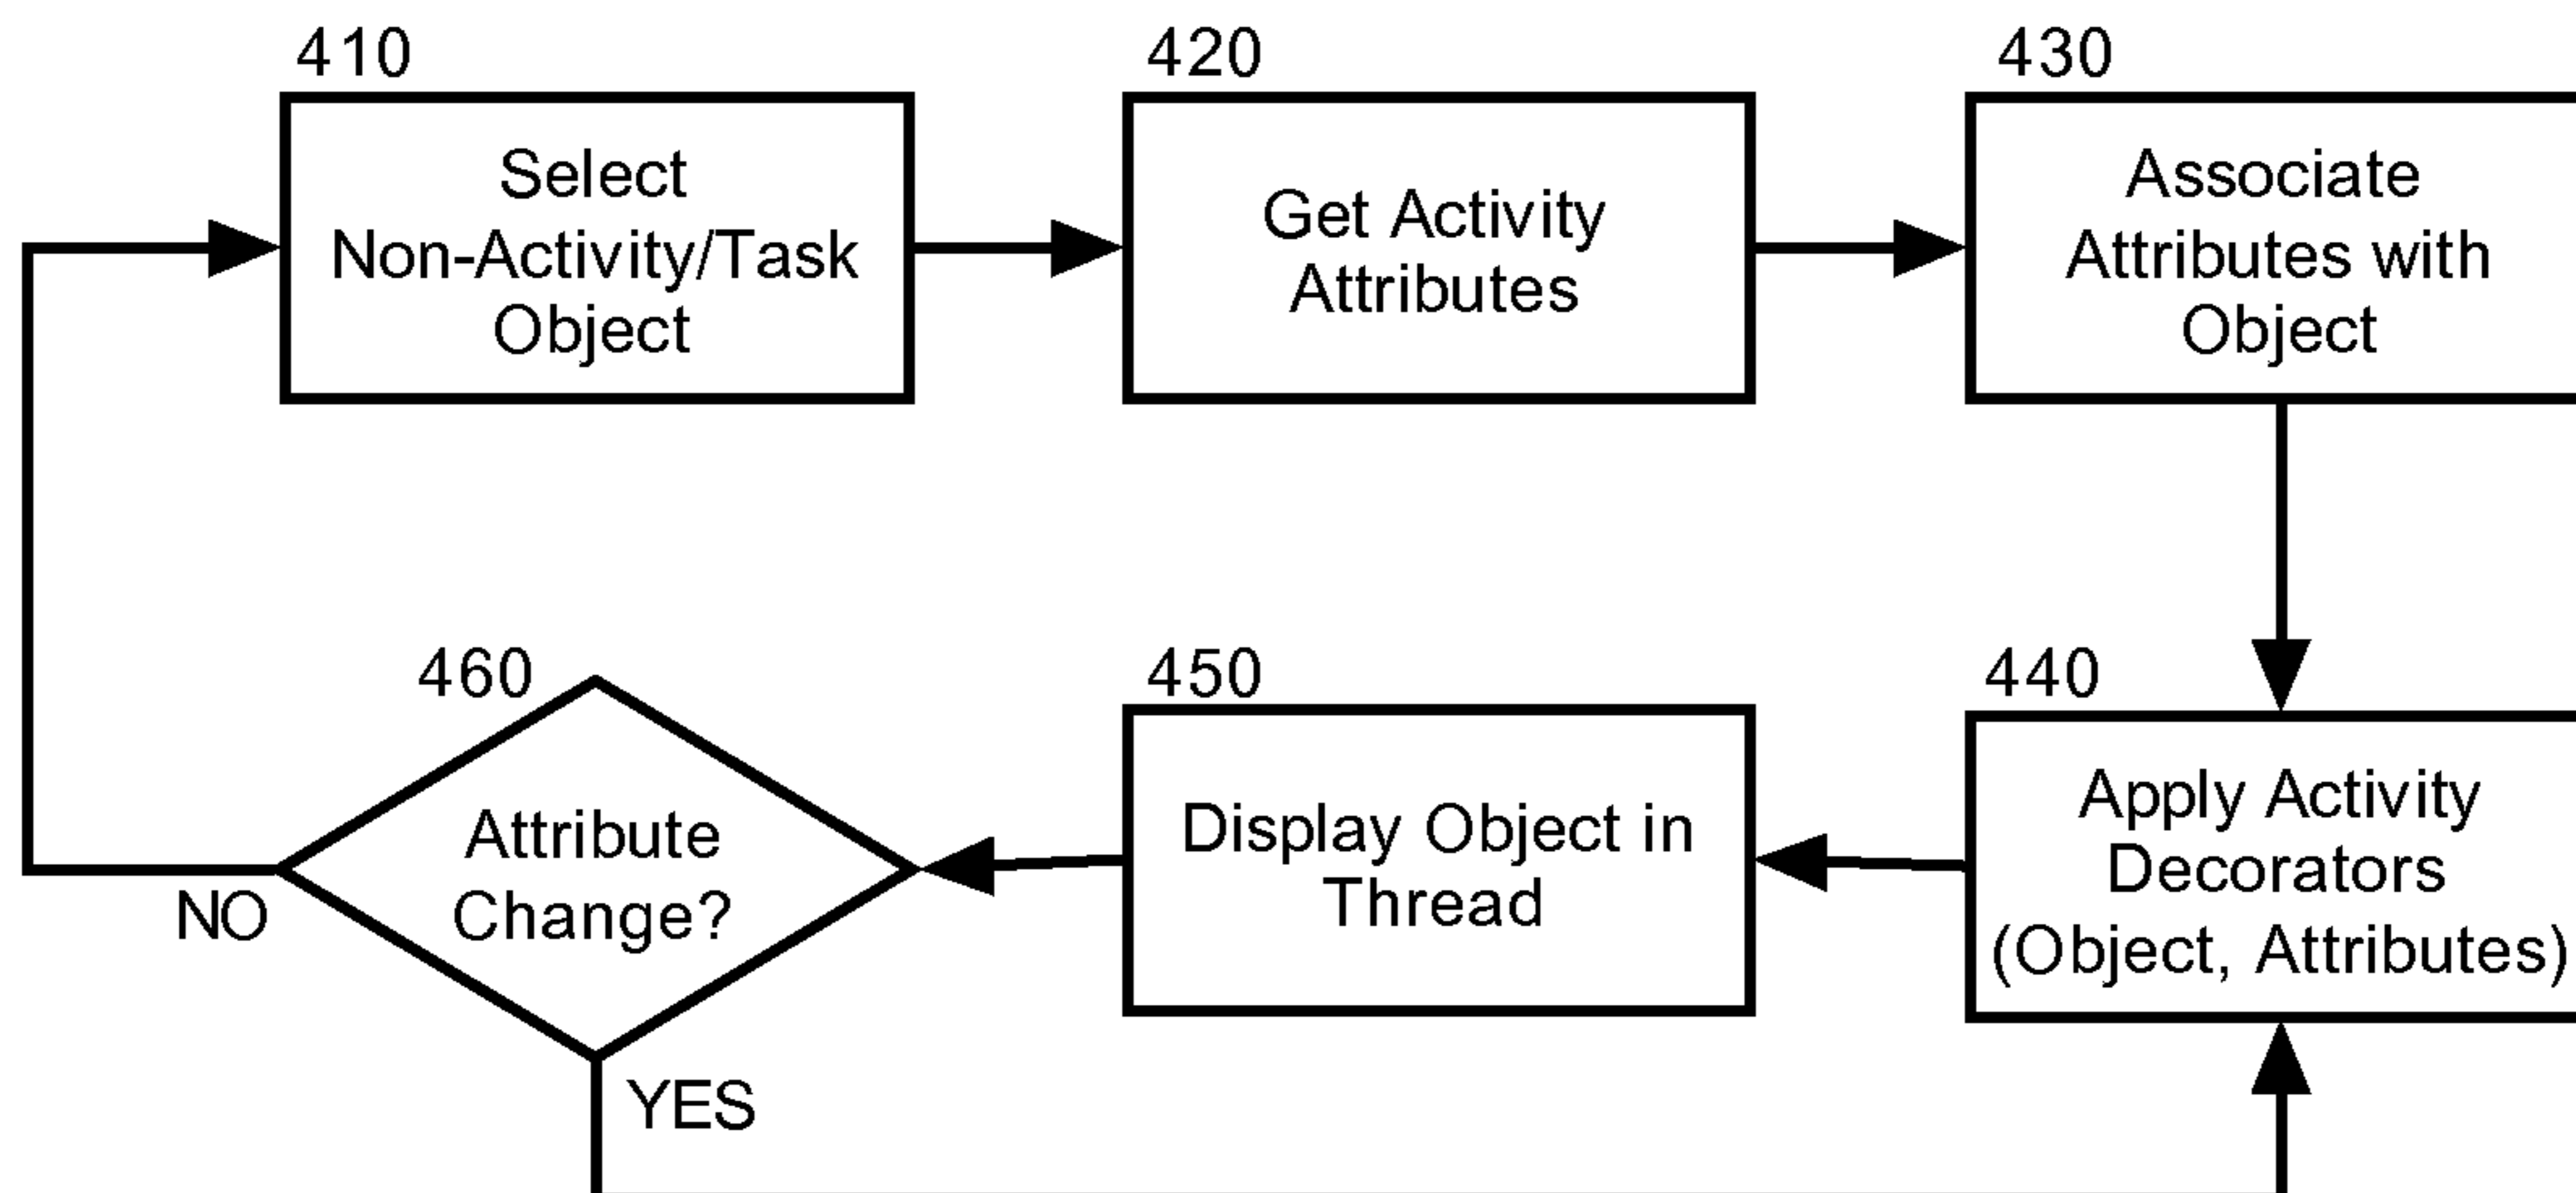 410
Select
Non-Activity/Task
Object
420
Get Activity
Attributes
430
Associate
Attributes with
Object
460
Attribute
Change?
NO
YES
450
Display Object in
Thread
440
Apply Activity
Decorators
(Object, Attributes)